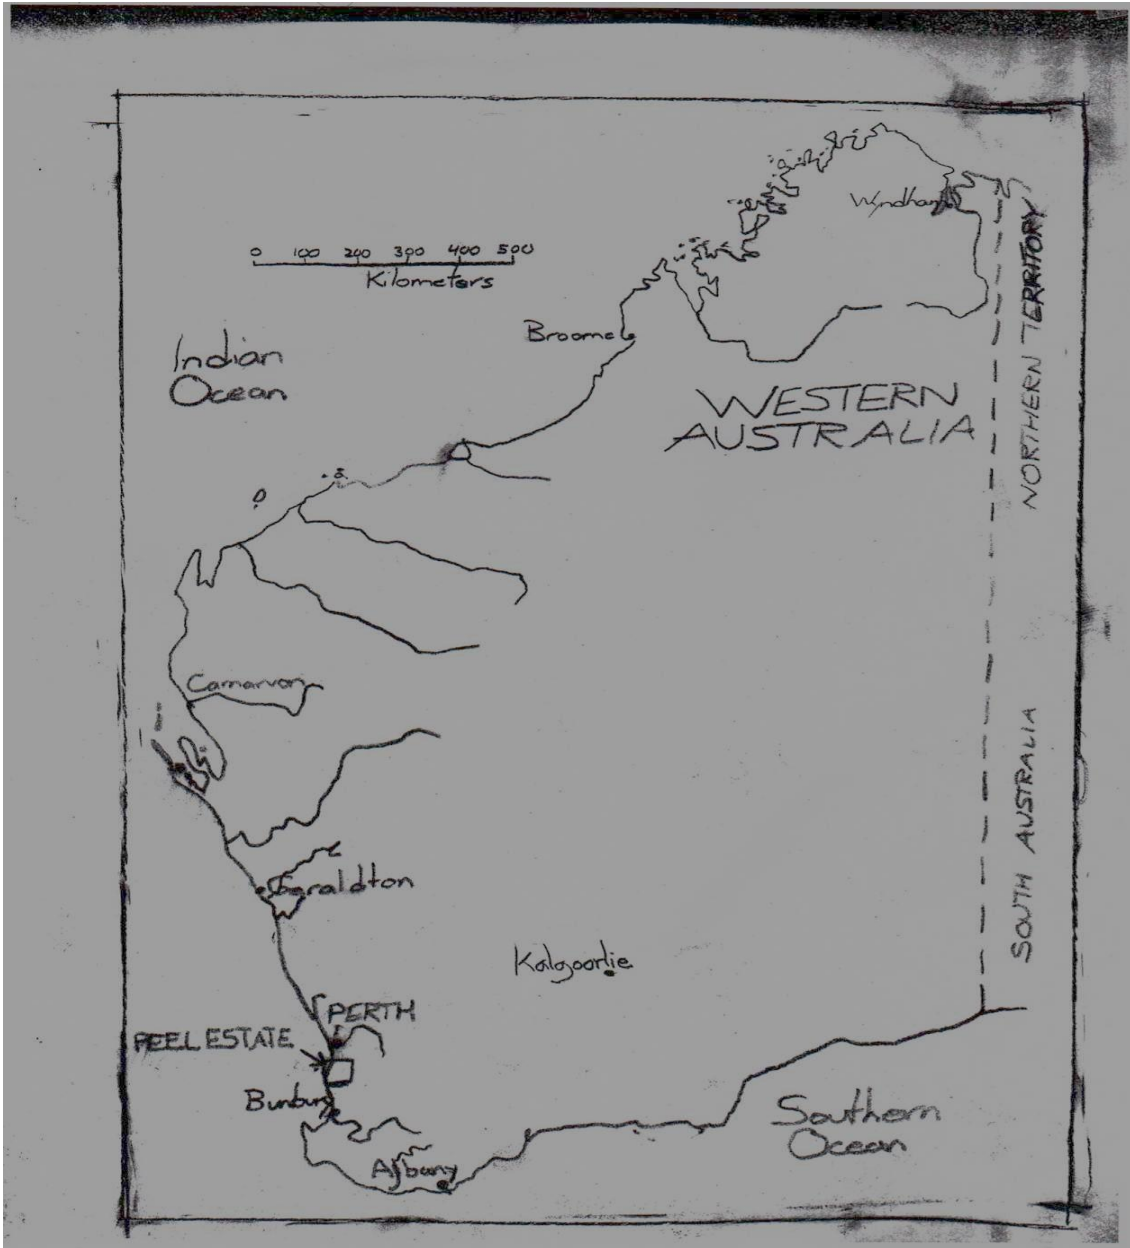 Wyndham
0 100 200 300 400 500
Kilometers
Broome
Indian
Ocean
WESTERN
AUSTRALIA
NORTHERN TERRITORY
Carnarvon
SOUTH AUSTRALIA
Geraldton
Kalgoorlie
PERTH
PEEL ESTATE
Bunbury
Southern
Ocean
Albany